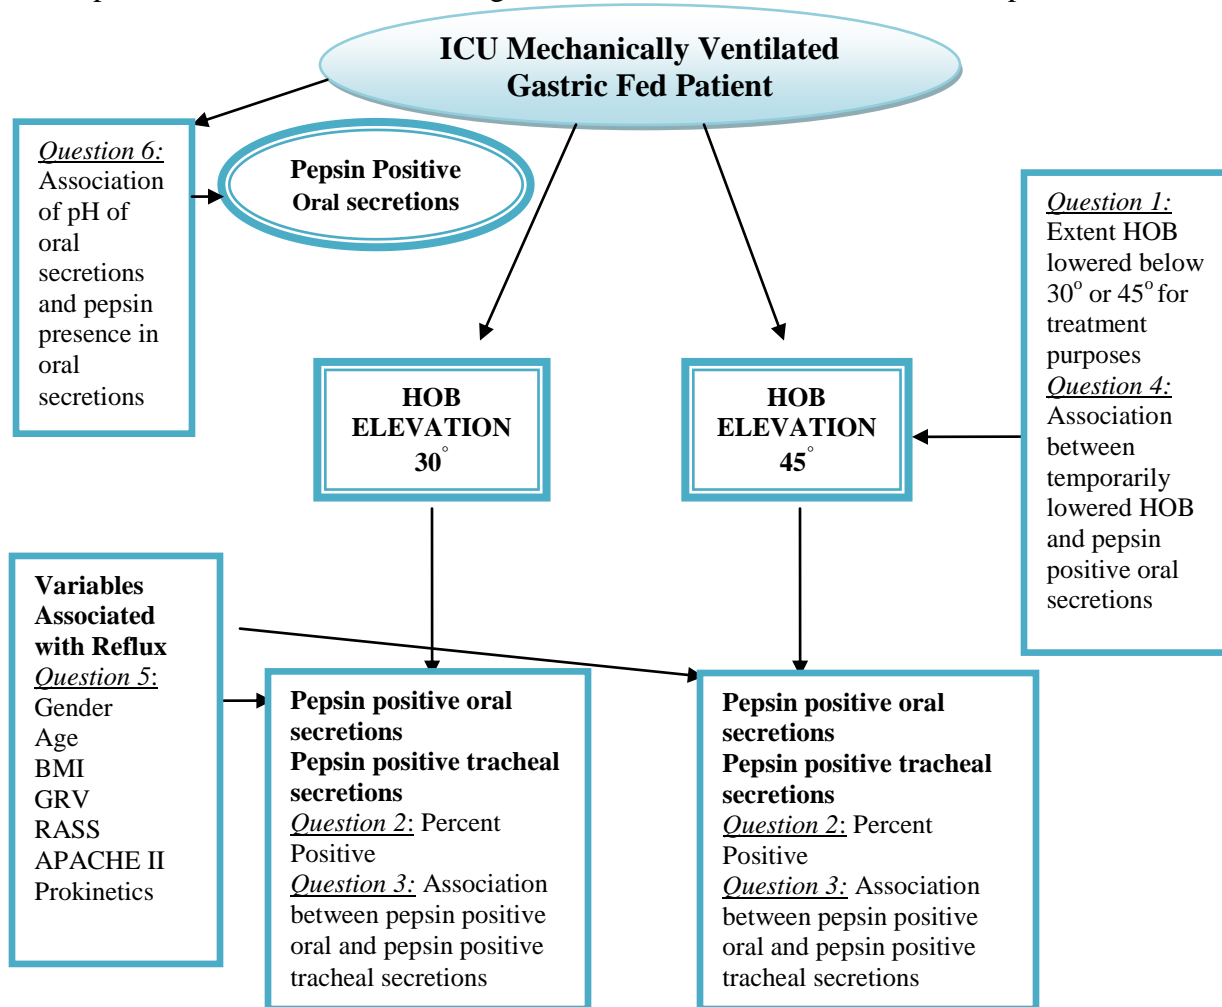 ICU Mechanically Ventilated
Gastric Fed Patient
Question 6:
Association
of pH of
oral
secretions
and pepsin
presence in
oral
secretions
Pepsin Positive
Oral secretions
Question 1:
Extent HOB
lowered below
30° or 45° for
treatment
purposes
Question 4:
Association
between
temporarily
lowered HOB
and pepsin
positive oral
secretions
HOB
ELEVATION
30°
HOB
ELEVATION
45°
Variables
Associated
with Reflux
Question 5:
Gender
Age
BMI
GRV
RASS
APACHE II
Prokinetics
Pepsin positive oral
secretions
Pepsin positive tracheal
secretions
Question 2: Percent
Positive
Question 3: Association
between pepsin positive
oral and pepsin positive
tracheal secretions
Pepsin positive oral
secretions
Pepsin positive tracheal
secretions
Question 2: Percent
Positive
Question 3: Association
between pepsin positive
oral and pepsin positive
tracheal secretions